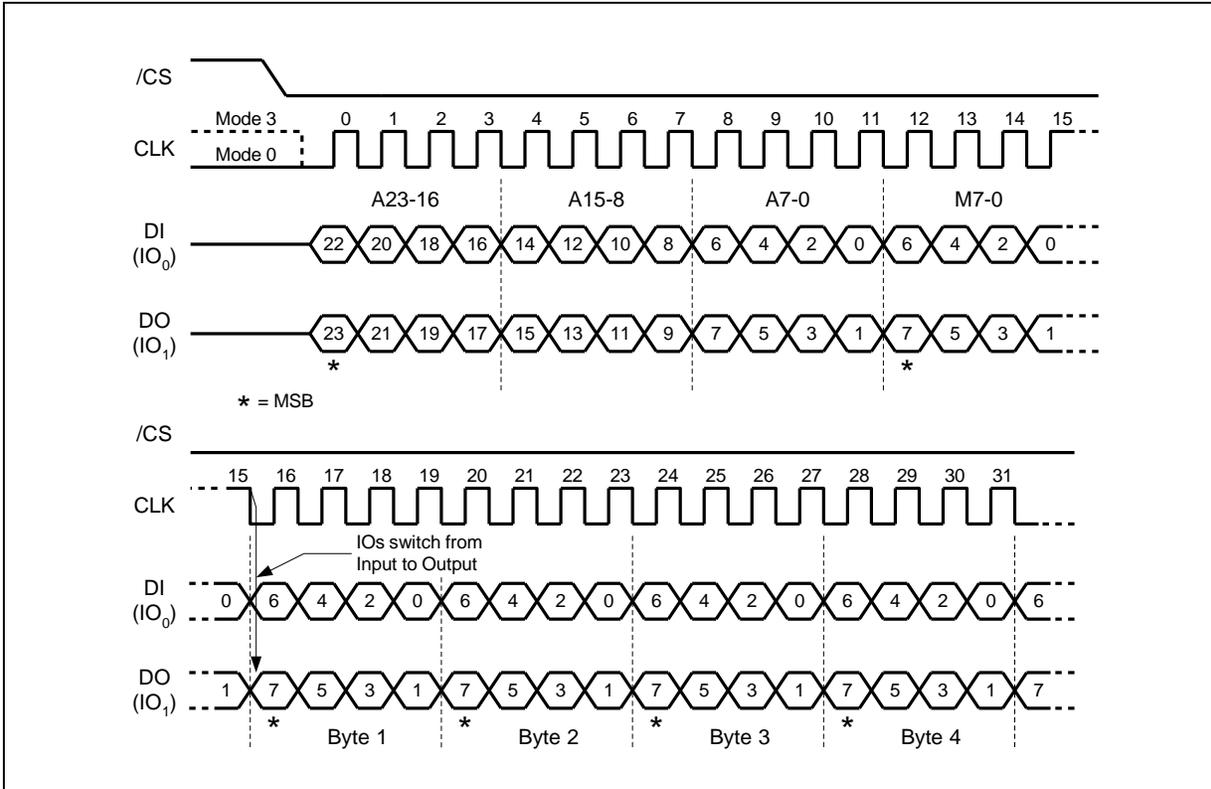 /CS
Mode 3 0 1 2 3 4 5 6 7 8 9 10 11 12 13 14 15
CLK
Mode 0
A23-16 A15-8 A7-0 M7-0
DI
(IO0)
22 20 18 16 14 12 10 8 6 4 2 0 6 4 2 0
DO
(IO1)
23 21 19 17 15 13 11 9 7 5 3 1 7 5 3 1
* *
* = MSB
/CS
15 16 17 18 19 20 21 22 23 24 25 26 27 28 29 30 31
CLK
IOs switch from
Input to Output
DI
(IO0)
0 6 4 2 0 6 4 2 0 6 4 2 0 6 4 2 0 6
DO
(IO1)
1 7 5 3 1 7 5 3 1 7 5 3 1 7 5 3 1 7
* * * *
Byte 1 Byte 2 Byte 3 Byte 4